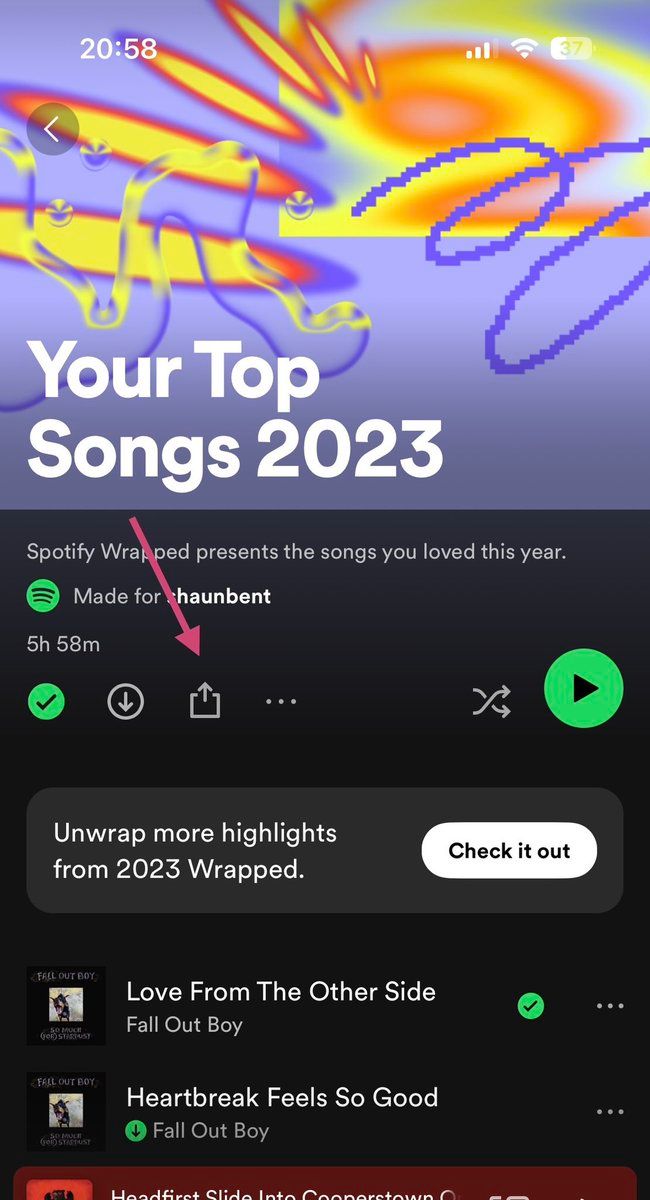 20:58
37
Your Top
Songs 2023
Spotify Wrapped presents the songs you loved this year.
Made for shaunbent
5h 58m
Unwrap more highlights
from 2023 Wrapped.
Check it out
FALL OUT BOY
SO MUCH
(FOR) STARDUST
Love From The Other Side
Fall Out Boy
FALL OUT BOY
SO MUCH
(FOR) STARDUST
Heartbreak Feels So Good
Fall Out Boy
Headfirst Slide Into Cooperstown O